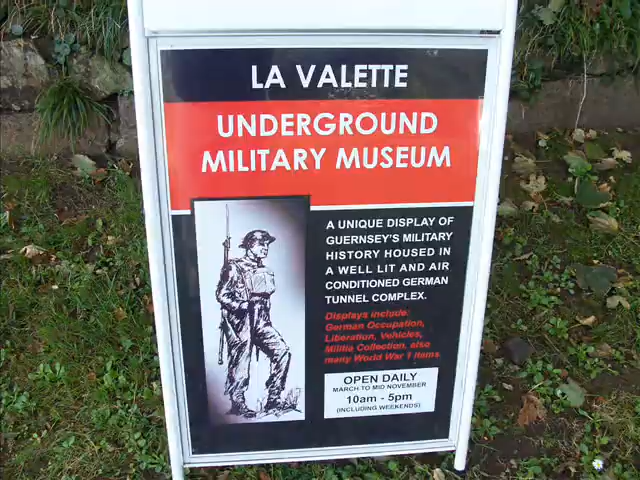 LA VALETTE
UNDERGROUND
MILITARY MUSEUM
A UNIQUE DISPLAY OF
GUERNSEY'S MILITARY
HISTORY HOUSED IN
A WELL LIT AND AIR
CONDITIONED GERMAN
TUNNEL COMPLEX.
Displays include:
German Occupation,
Liberation, Vehicles,
Militia Collection, also
many World War 1 items.
OPEN DAILY
MARCH TO MID NOVEMBER
10am - 5pm
(INCLUDING WEEKENDS)